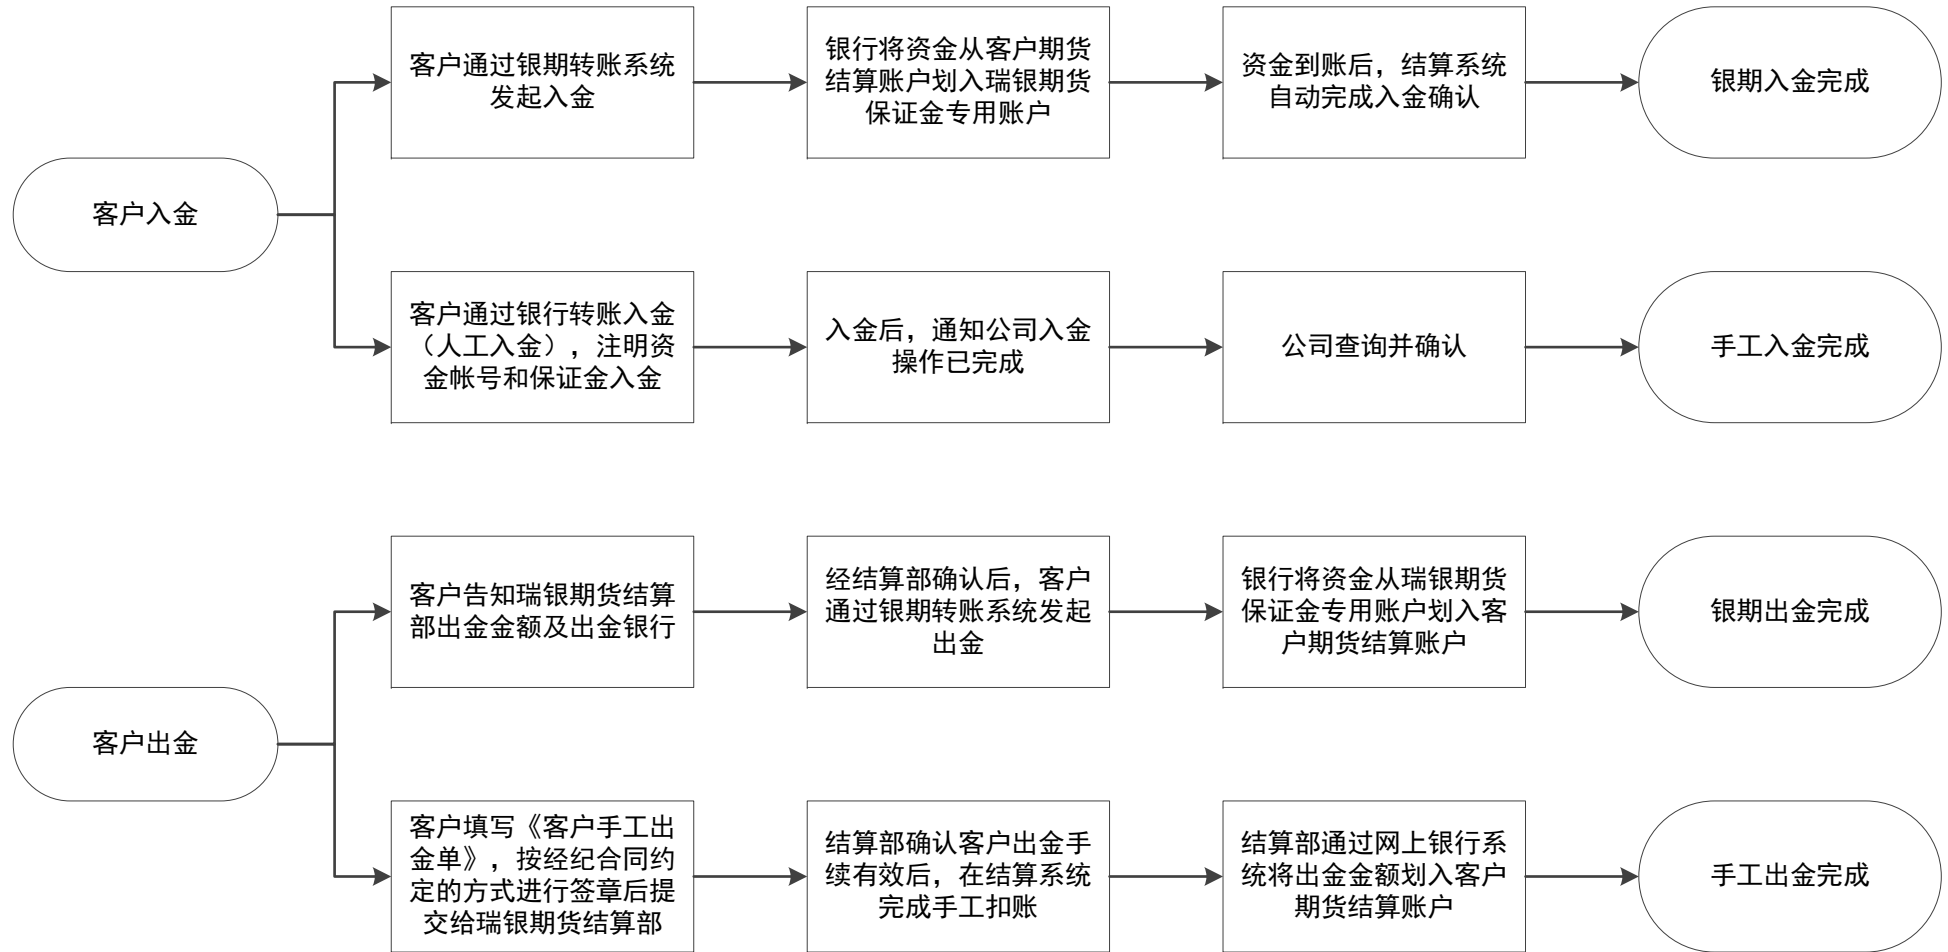 客户入金
客户通过银期转账系统
发起入金
银行将资金从客户期货
结算账户划入瑞银期货
保证金专用账户
资金到账后，结算系统
自动完成入金确认
银期入金完成
客户通过银行转账入金
（人工入金），注明资
金帐号和保证金入金
入金后，通知公司入金
操作已完成
公司查询并确认
手工入金完成
客户出金
客户告知瑞银期货结算
部出金金额及出金银行
经结算部确认后，客户
通过银期转账系统发起
出金
银行将资金从瑞银期货
保证金专用账户划入客
户期货结算账户
银期出金完成
客户填写《客户手工出
金单》，按经纪合同约
定的方式进行签章后提
交给瑞银期货结算部
结算部确认客户出金手
续有效后，在结算系统
完成手工扣账
结算部通过网上银行系
统将出金金额划入客户
期货结算账户
手工出金完成